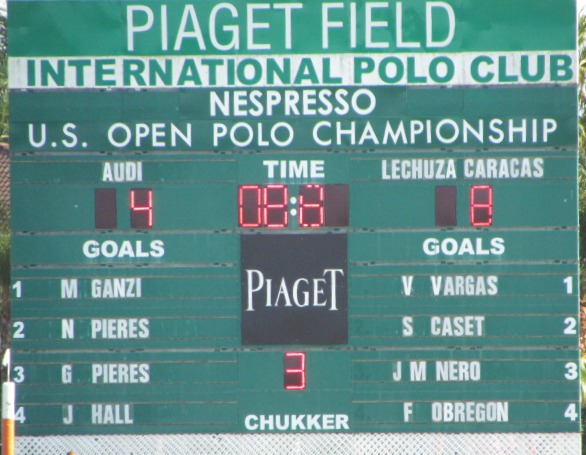 PIAGET FIELD
INTERNATIONAL POLO CLUB
NESPRESSO
U.S. OPEN POLO CHAMPIONSHIP
AUDI TIME LECHUZA CARACAS
4 8
GOALS GOALS
PIAGET
1 M GANZI V VARGAS 1
2 N PIERES S CASET 2
3 G PIERES 3 J M NERO 3
4 J HALL F OBREGON 4
CHUKKER